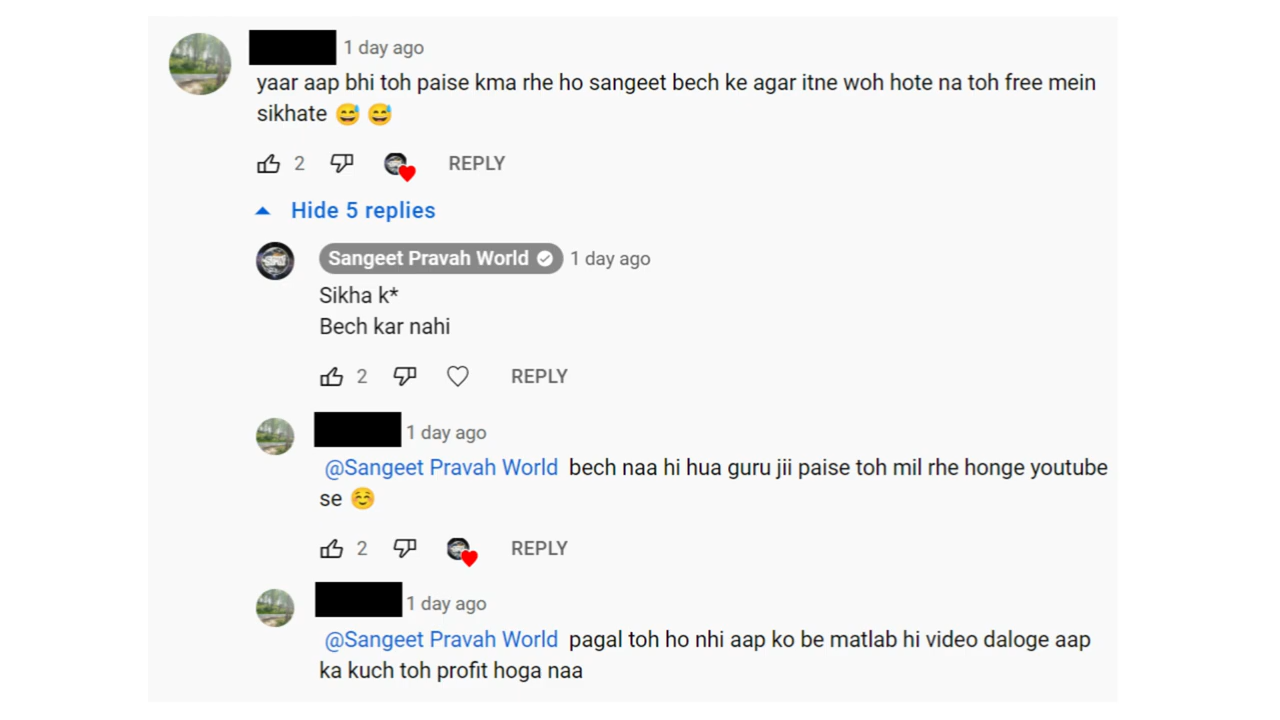 1 day ago
yaar aap bhi toh paise kma rhe ho sangeet bech ke agar itne woh hote na toh free mein
sikhate 😅 😅
2 REPLY
Hide 5 replies
Sangeet Pravah World 1 day ago
Sikha k*
Bech kar nahi
2 REPLY
1 day ago
@Sangeet Pravah World bech naa hi hua guru jii paise toh mil rhe honge youtube
se ☺️
2 REPLY
1 day ago
@Sangeet Pravah World pagal toh ho nhi aap ko be matlab hi video daloge aap
ka kuch toh profit hoga naa